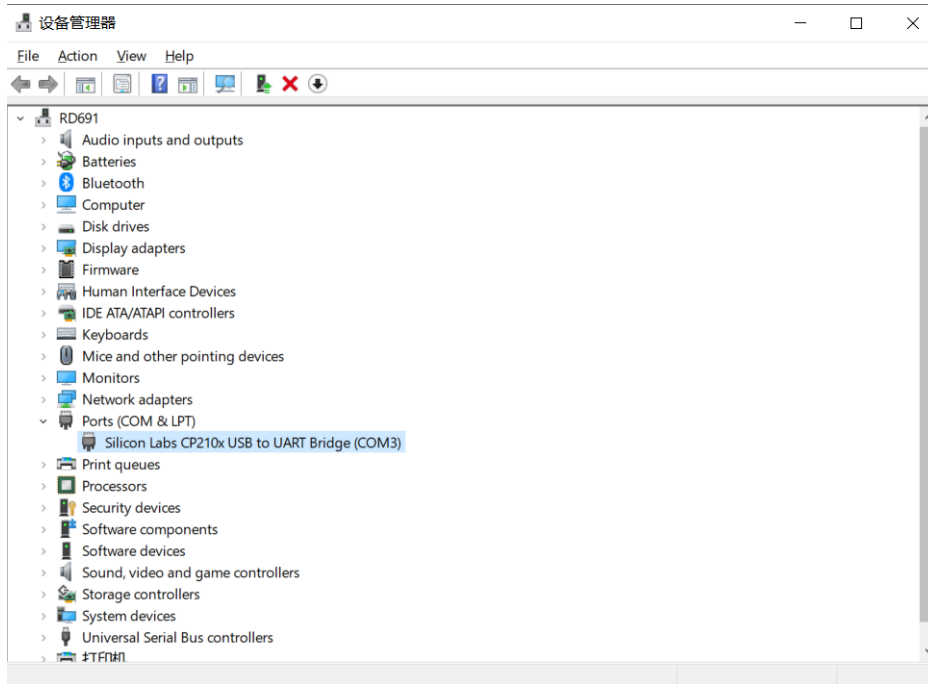 设备管理器
File Action View Help
RD691
Audio inputs and outputs
Batteries
Bluetooth
Computer
Disk drives
Display adapters
Firmware
Human Interface Devices
IDE ATA/ATAPI controllers
Keyboards
Mice and other pointing devices
Monitors
Network adapters
Ports (COM & LPT)
Silicon Labs CP210x USB to UART Bridge (COM3)
Print queues
Processors
Security devices
Software components
Software devices
Sound, video and game controllers
Storage controllers
System devices
Universal Serial Bus controllers
打印机